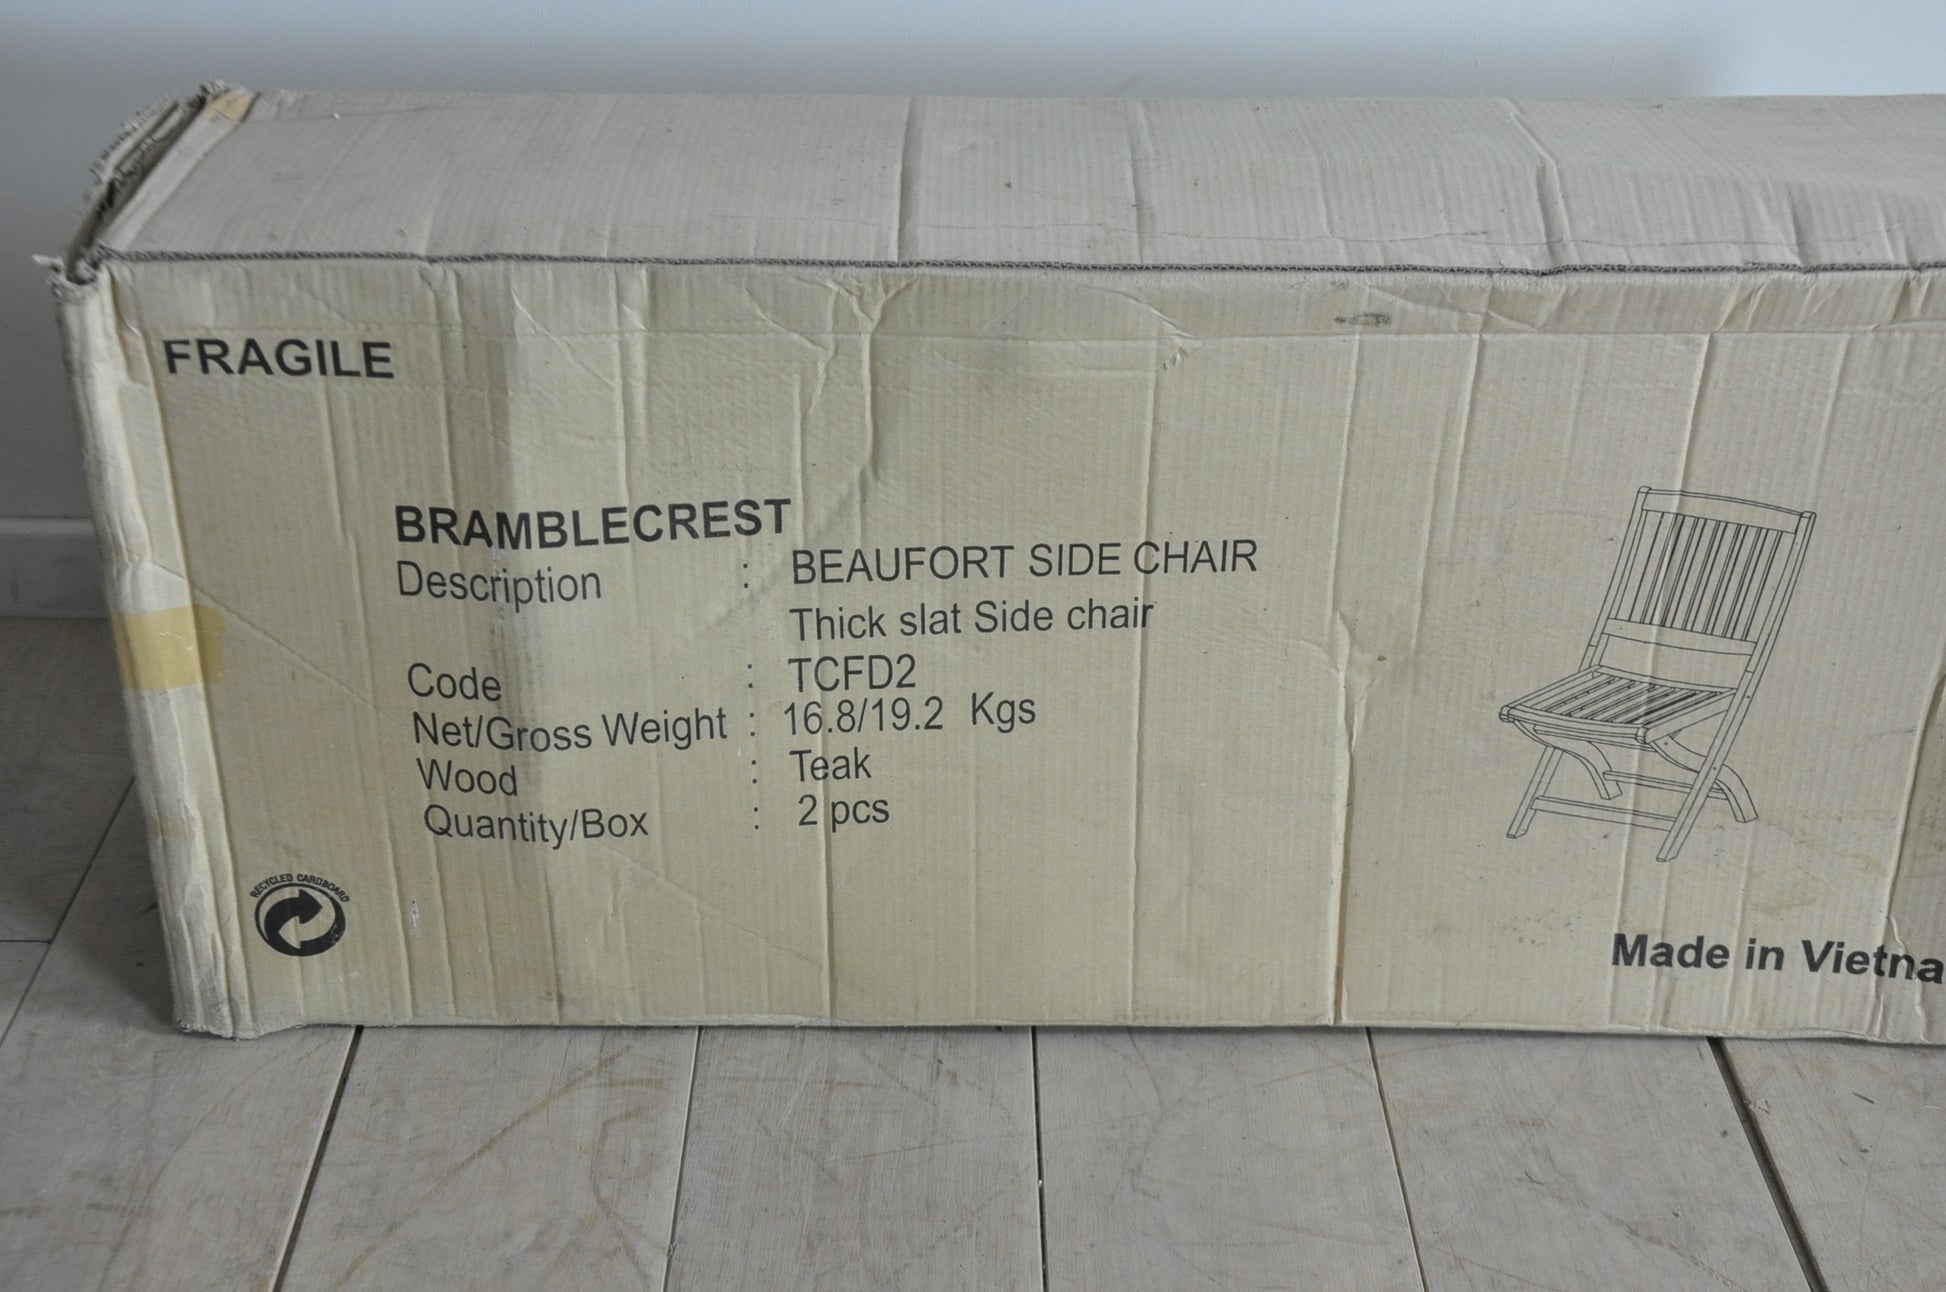 FRAGILE
BRAMBLECREST
Description : BEAUFORT SIDE CHAIR
Thick slat Side chair
Code : TCFD2
Net/Gross Weight : 16.8/19.2 Kgs
Wood : Teak
Quantity/Box : 2 pcs
RECYCLED CARDBOARD
Made in Vietna